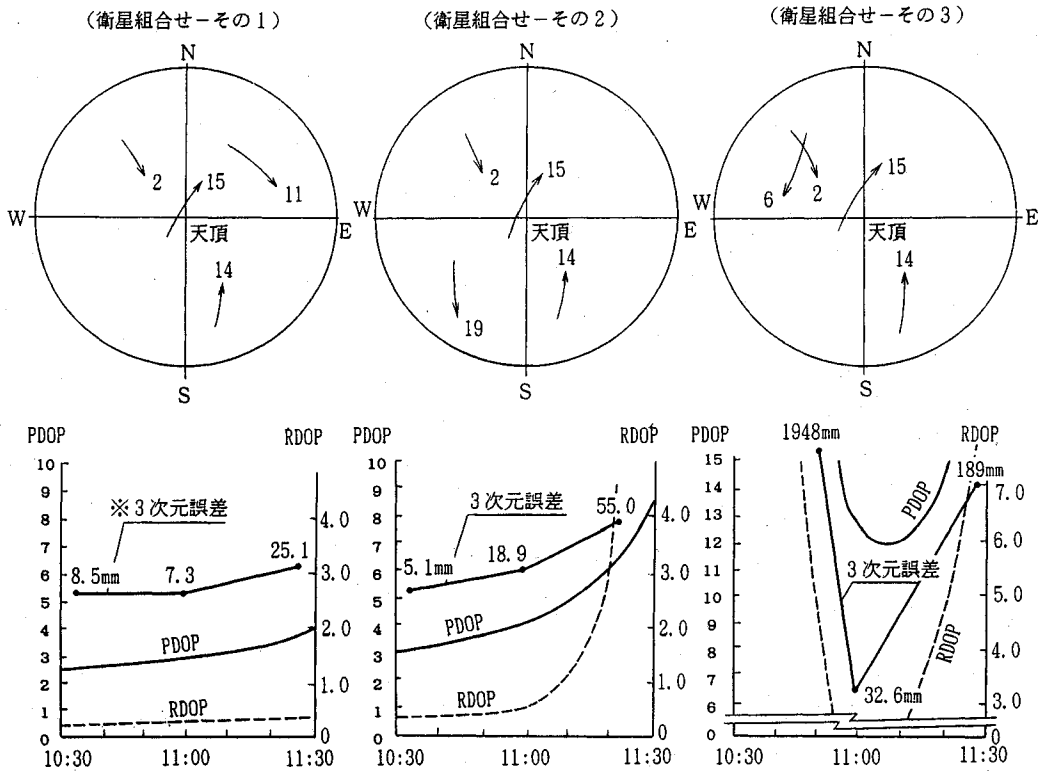 (衛星組合せ－その1)
(衛星組合せ－その2)
(衛星組合せ－その3)
N
W
E
S
2
15
11
天頂
14
N
W
E
S
2
15
天頂
14
19
N
W
E
S
6
2
15
天頂
14
PDOP
RDOP
10
9
8
7
6
5
4
3
2
1
0
4.0
3.0
2.0
1.0
0
※3次元誤差
8.5mm
7.3
25.1
PDOP
RDOP
10:30
11:00
11:30
PDOP
RDOP
10
9
8
7
6
5
4
3
2
1
0
4.0
3.0
2.0
1.0
0
3次元誤差
5.1mm
18.9
55.0
PDOP
RDOP
10:30
11:00
11:30
PDOP
RDOP
15
14
13
12
11
10
9
8
7
6
0
7.0
6.0
5.0
4.0
3.0
0
1948mm
189mm
PDOP
3次元誤差
RDOP
32.6mm
10:30
11:00
11:30